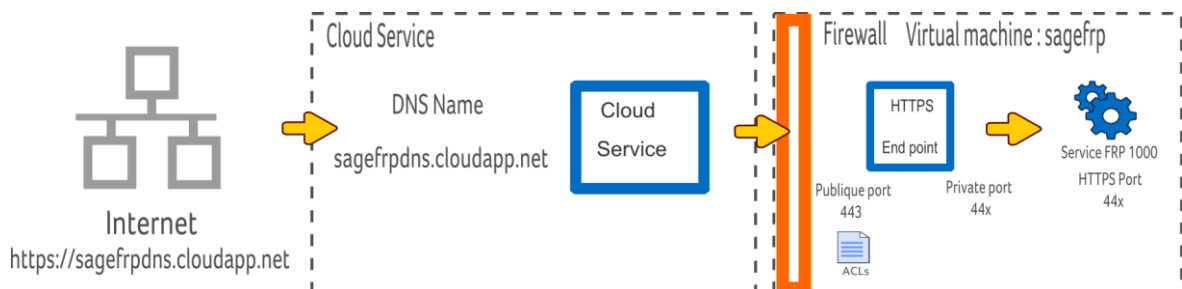 Internet
https://sagefrpdns.cloudapp.net
Cloud Service
DNS Name
sagefrpdns.cloudapp.net
Cloud
Service
Firewall
Virtual machine : sagefrp
HTTPS
End point
Publique port
443
Private port
44x
ACLs
Service FRP 1000
HTTPS Port
44x